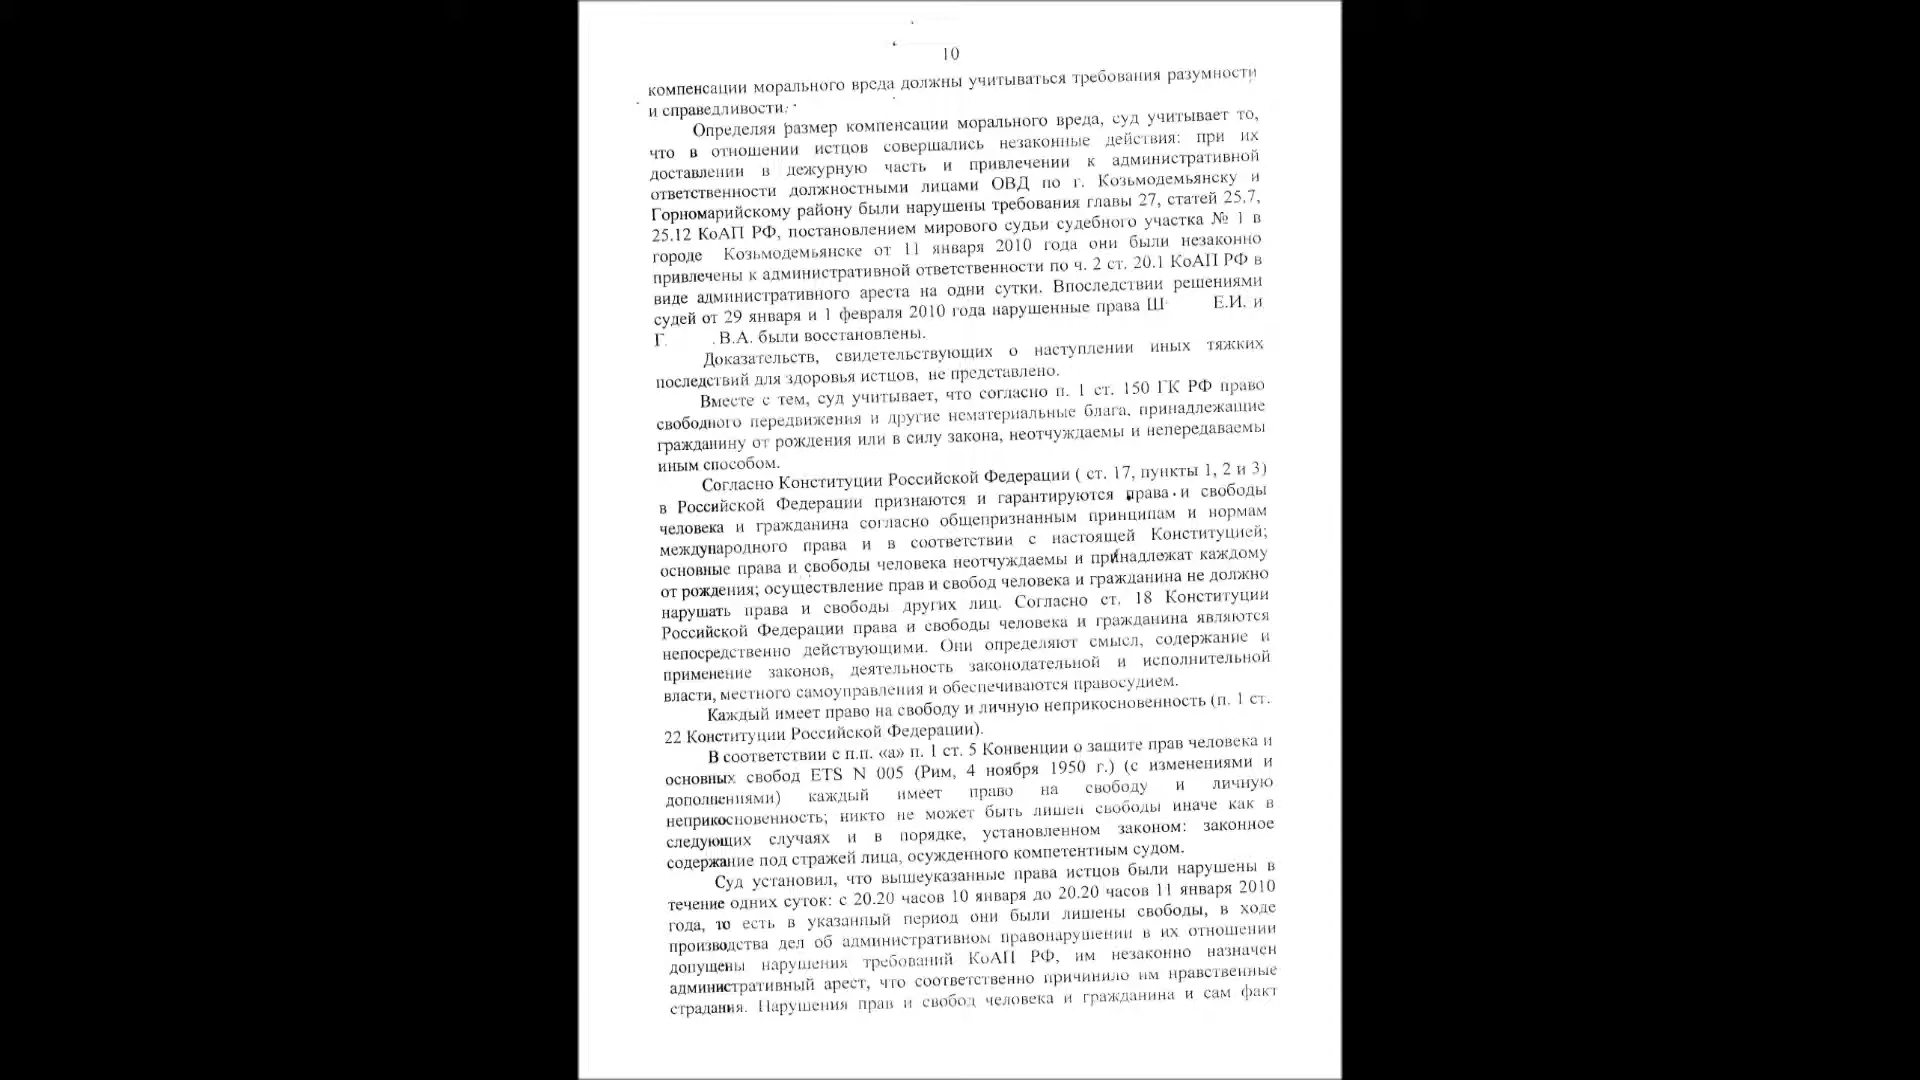 10
компенсации морального вреда должны учитываться требования разумности
и справедливости.
Определяя размер компенсации морального вреда, суд учитывает то,
что в отношении истцов совершались незаконные действия: при их
доставлении в дежурную часть и привлечении к административной
ответственности должностными лицами ОВД по г. Козьмодемьянску и
Горномарийскому району были нарушены требования главы 27, статей 25.7,
25.12 КоАП РФ, постановлением мирового судьи судебного участка № 1 в
городе Козьмодемьянске от 11 января 2010 года они были незаконно
привлечены к административной ответственности по ч. 2 ст. 20.1 КоАП РФ в
виде административного ареста на одни сутки. Впоследствии решениями
судей от 29 января и 1 февраля 2010 года нарушенные права Ш Е.И. и
Г. В.А. были восстановлены.
Доказательств, свидетельствующих о наступлении иных тяжких
последствий для здоровья истцов, не представлено.
Вместе с тем, суд учитывает, что согласно п. 1 ст. 150 ГК РФ право
свободного передвижения и другие нематериальные блага, принадлежащие
гражданину от рождения или в силу закона, неотчуждаемы и непередаваемы
иным способом.
Согласно Конституции Российской Федерации ( ст. 17, пункты 1, 2 и 3)
в Российской Федерации признаются и гарантируются права и свободы
человека и гражданина согласно общепризнанным принципам и нормам
международного права и в соответствии с настоящей Конституцией;
основные права и свободы человека неотчуждаемы и принадлежат каждому
от рождения; осуществление прав и свобод человека и гражданина не должно
нарушать права и свободы других лиц. Согласно ст. 18 Конституции
Российской Федерации права и свободы человека и гражданина являются
непосредственно действующими. Они определяют смысл, содержание и
применение законов, деятельность законодательной и исполнительной
власти, местного самоуправления и обеспечиваются правосудием.
Каждый имеет право на свободу и личную неприкосновенность (п. 1 ст.
22 Конституции Российской Федерации).
В соответствии с п.п. «а» п. 1 ст. 5 Конвенции о защите прав человека и
основных свобод ETS N 005 (Рим, 4 ноября 1950 г.) (с изменениями и
дополнениями) каждый имеет право на свободу и личную
неприкосновенность; никто не может быть лишен свободы иначе как в
следующих случаях и в порядке, установленном законом: законное
содержание под стражей лица, осужденного компетентным судом.
Суд установил, что вышеуказанные права истцов были нарушены в
течение одних суток: с 20.20 часов 10 января до 20.20 часов 11 января 2010
года, то есть в указанный период они были лишены свободы, в ходе
производства дел об административном правонарушении в их отношении
допущены нарушения требований КоАП РФ, им незаконно назначен
административный арест, что соответственно причинило им нравственные
страдания. Нарушения прав и свобод человека и гражданина и сам факт